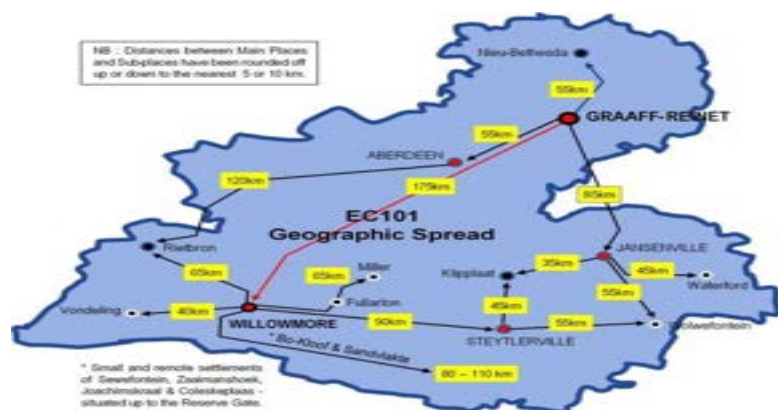 NB : Distances between Main Places
and Sub-places have been rounded off
up or down to the nearest 5 or 10 km.
Nieu-Bethesda
55km
GRAAFF-REINET
55km
ABERDEEN
120km
175km
85km
EC101
Geographic Spread
Rietbron
JANSENVILLE
65km
65km
Miller
Klipplaat
35km
45km
Waterford
Vondeling
40km
Fullarton
45km
55km
WILLOWMORE
90km
55km
Wolwefontein
STEYTLERVILLE
* Bo-Kloof & Sandvlakte
80 – 110 km
* Small and remote settlements
of Sewefontein, Zaaimanshoek,
Joachimskraal & Coleskeplaas -
situated up to the Reserve Gate.